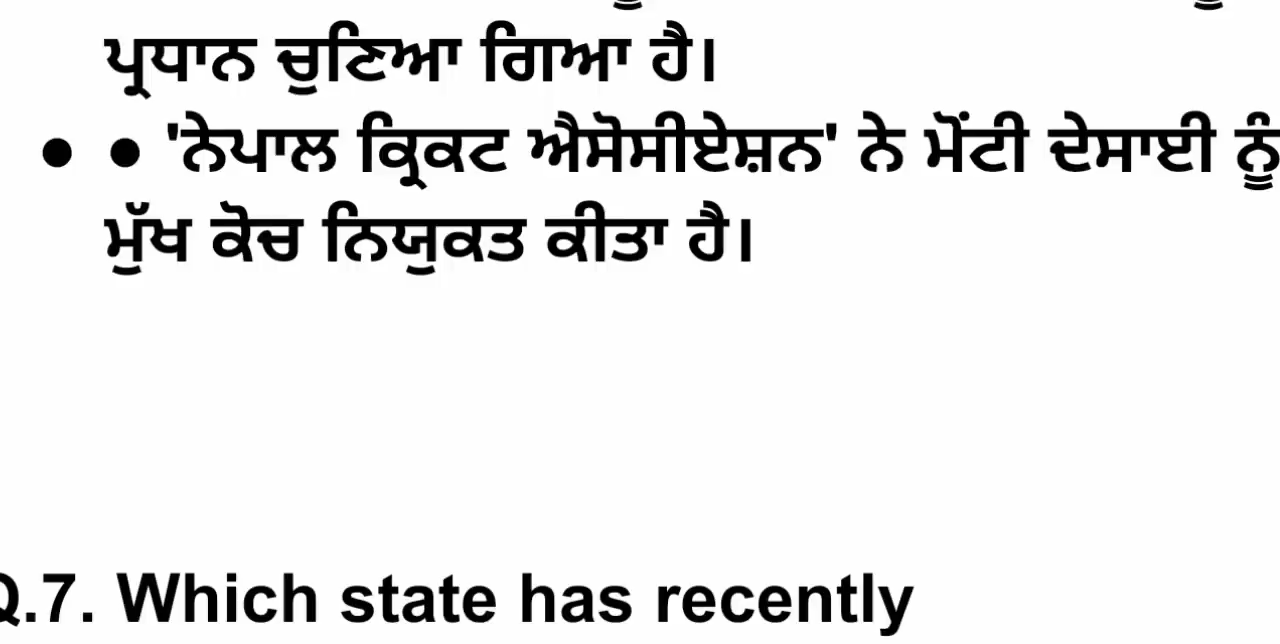 ਪ੍ਰਧਾਨ ਚੁਣਿਆ ਗਿਆ ਹੈ।
● ● 'ਨੇਪਾਲ ਕ੍ਰਿਕਟ ਐਸੋਸੀਏਸ਼ਨ' ਨੇ ਮੋਂਟੀ ਦੇਸਾਈ ਨੂੰ
ਮੁੱਖ ਕੋਚ ਨਿਯੁਕਤ ਕੀਤਾ ਹੈ।
Q.7. Which state has recently